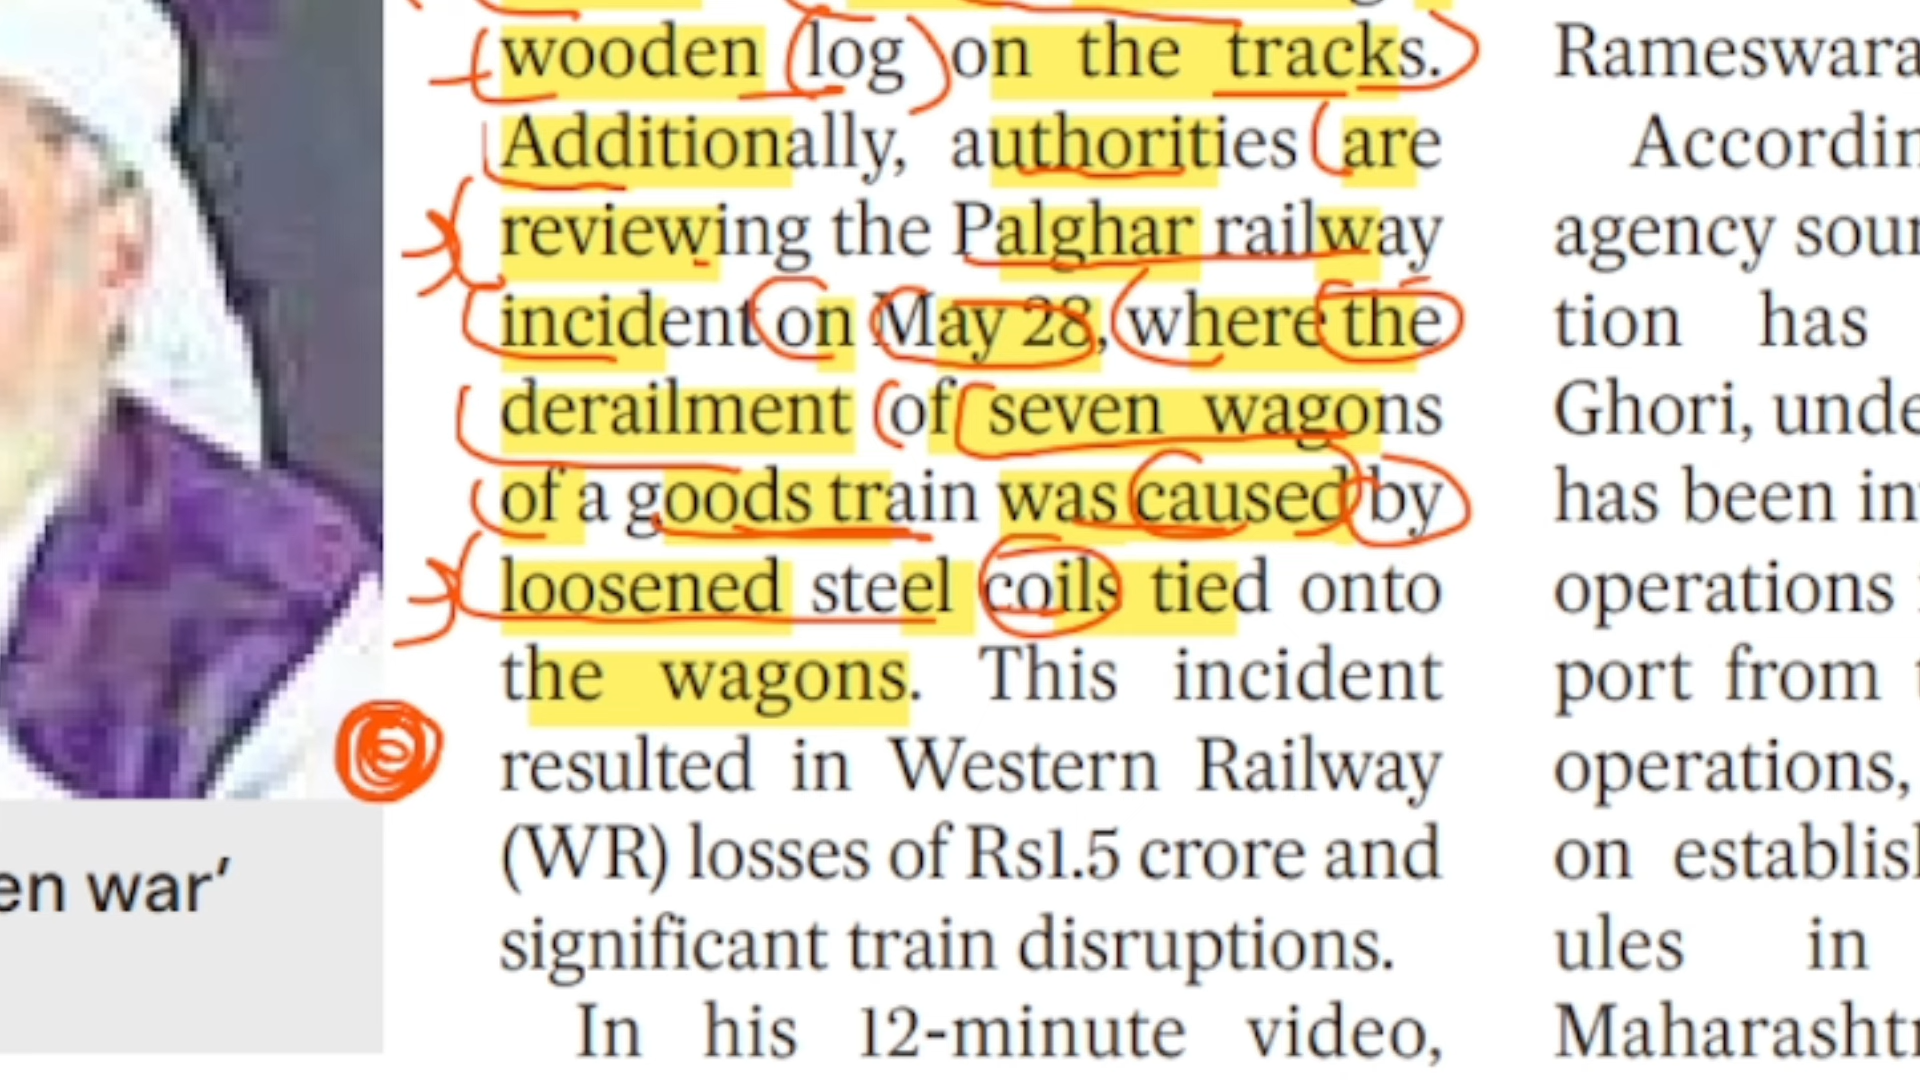 wooden log on the tracks.
Additionally, authorities are
reviewing the Palghar railway
incident on May 28, where the
derailment of seven wagons
of a goods train was caused by
loosened steel coils tied onto
the wagons. This incident
resulted in Western Railway
(WR) losses of Rs1.5 crore and
significant train disruptions.
In his 12-minute video,
Rameswara
Accordin
agency sour
tion has
Ghori, unde
has been in
operations
port from
operations,
on establis
ules in
Maharasht
en war’